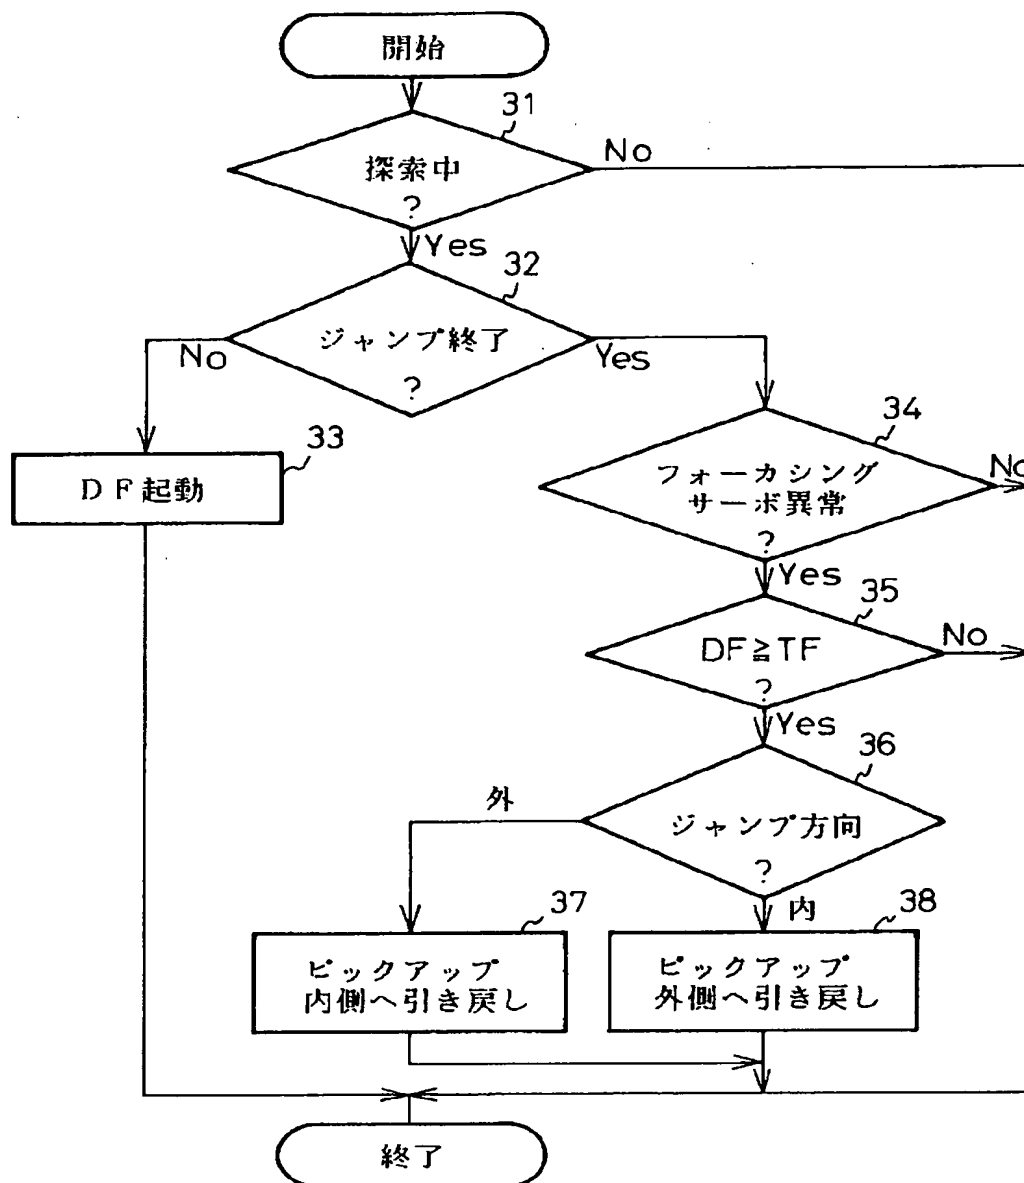 開始
31
探索中
?
No
Yes
32
ジャンプ終了
?
No
Yes
33
DF起動
34
フォーカシング
サーボ異常
?
No
Yes
35
DF≧TF
?
No
Yes
36
ジャンプ方向
?
外
内
37
ピックアップ
内側へ引き戻し
38
ピックアップ
外側へ引き戻し
終了